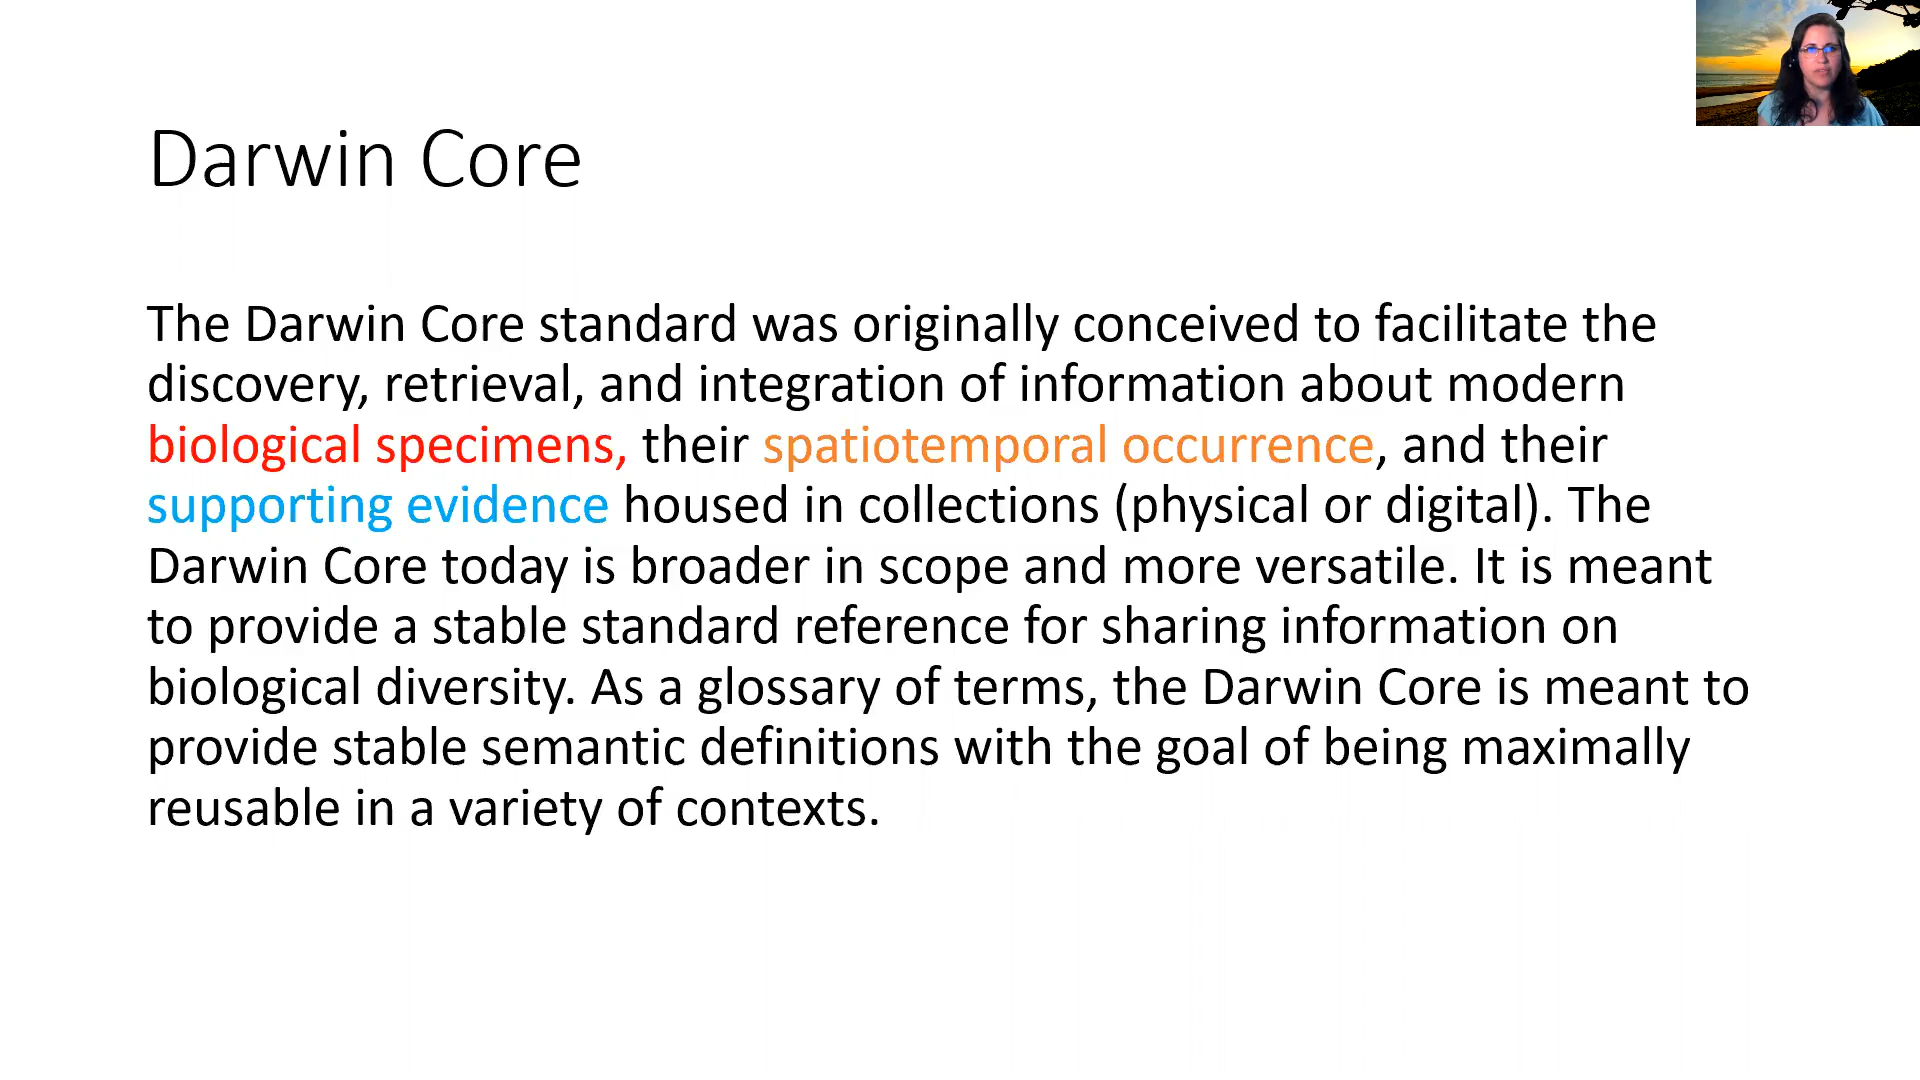 Darwin Core
The Darwin Core standard was originally conceived to facilitate the
discovery, retrieval, and integration of information about modern
biological specimens, their spatiotemporal occurrence, and their
supporting evidence housed in collections (physical or digital). The
Darwin Core today is broader in scope and more versatile. It is meant
to provide a stable standard reference for sharing information on
biological diversity. As a glossary of terms, the Darwin Core is meant to
provide stable semantic definitions with the goal of being maximally
reusable in a variety of contexts.